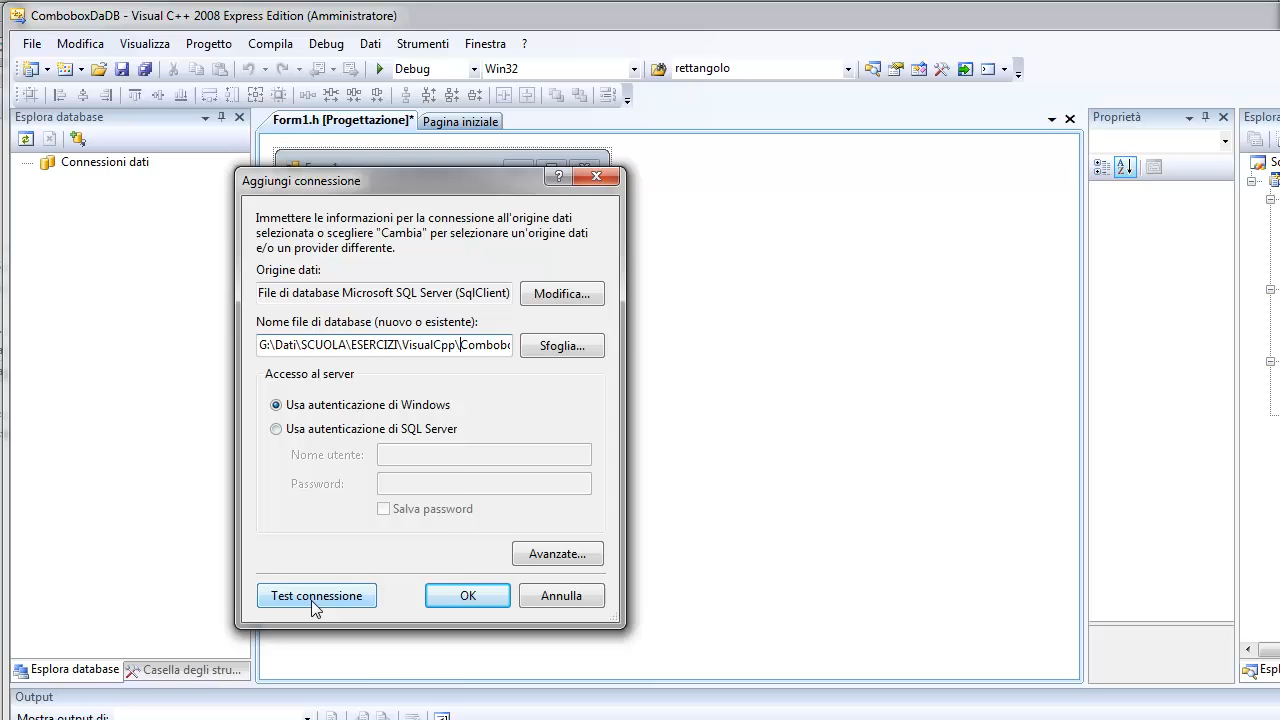 ComboboxDaDB - Visual C++ 2008 Express Edition (Amministratore)
File Modifica Visualizza Progetto Compila Debug Dati Strumenti Finestra ?
Debug Win32 rettangolo
Esplora database
Form1.h [Progettazione]* Pagina iniziale
Proprietà
Esplora
Connessioni dati
Aggiungi connessione
Immettere le informazioni per la connessione all'origine dati
selezionata o scegliere "Cambia" per selezionare un'origine dati
e/o un provider differente.
Origine dati:
File di database Microsoft SQL Server (SqlClient) Modifica...
Nome file di database (nuovo o esistente):
G:\Dati\SCUOLA\ESERCIZI\VisualCpp\Combobo Sfoglia...
Accesso al server
Usa autenticazione di Windows
Usa autenticazione di SQL Server
Nome utente:
Password:
Salva password
Avanzate...
Test connessione OK Annulla
Esplora database Casella degli stru...
Espl
Output
Mostra output di: